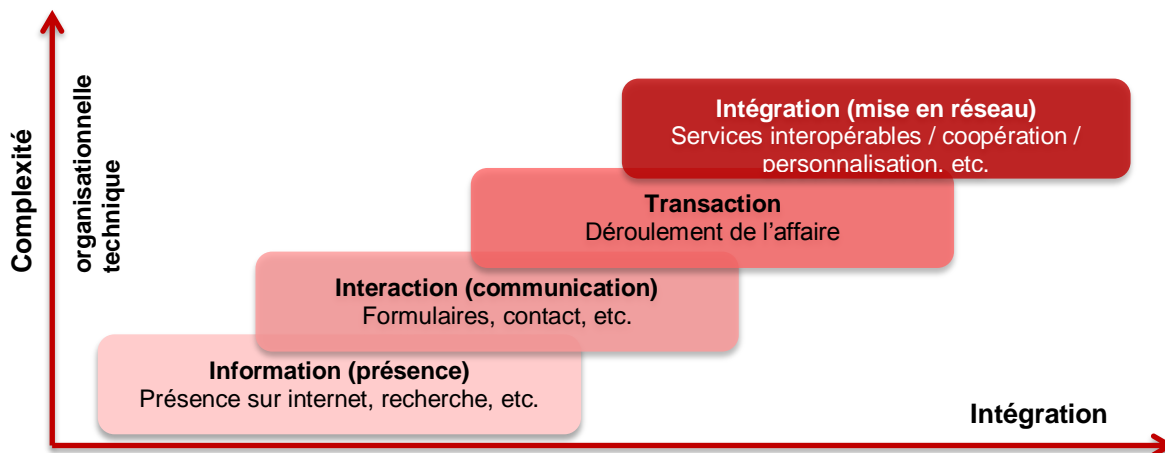 Complexité
organisationnelle
technique
Intégration (mise en réseau)
Services interopérables / coopération /
personnalisation, etc.
Transaction
Déroulement de l’affaire
Interaction (communication)
Formulaires, contact, etc.
Information (présence)
Présence sur internet, recherche, etc.
Intégration